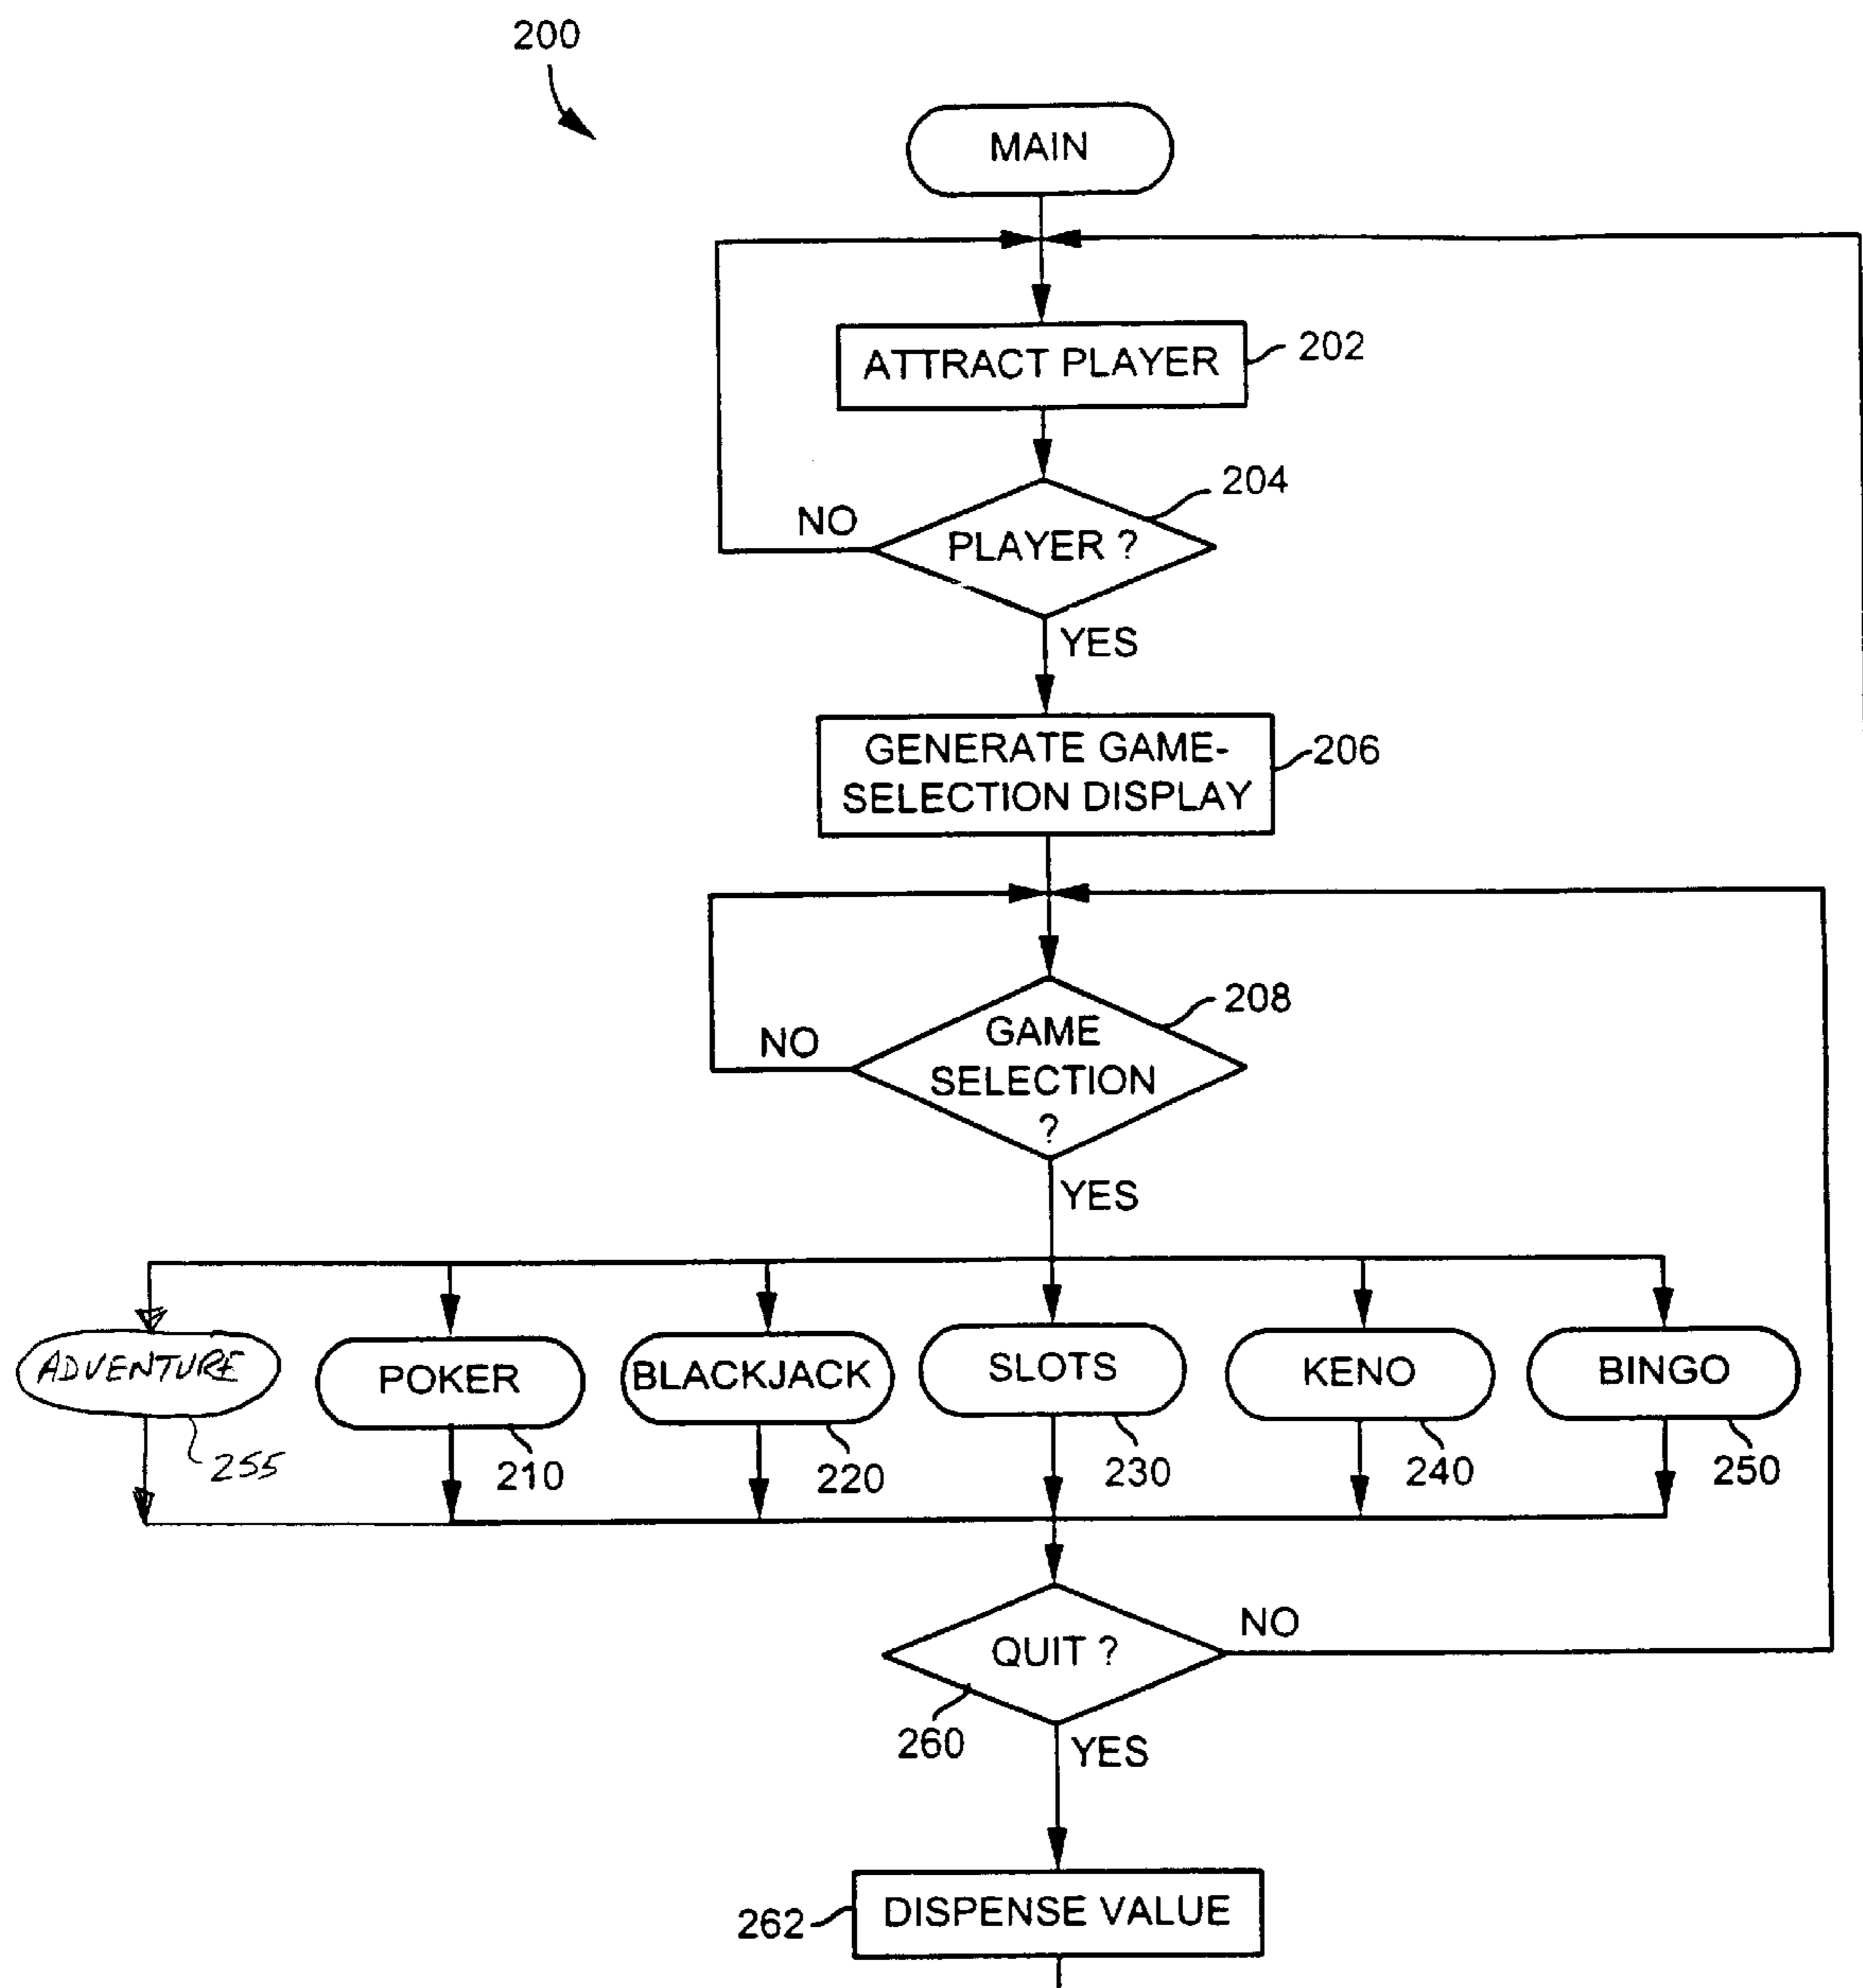 200
MAIN
ATTRACT PLAYER
202
204
NO
PLAYER ?
YES
GENERATE GAME-
SELECTION DISPLAY
206
208
NO
GAME
SELECTION
?
YES
ADVENTURE
POKER
BLACKJACK
SLOTS
KENO
BINGO
255
210
220
230
240
250
QUIT ?
NO
260
YES
DISPENSE VALUE
262